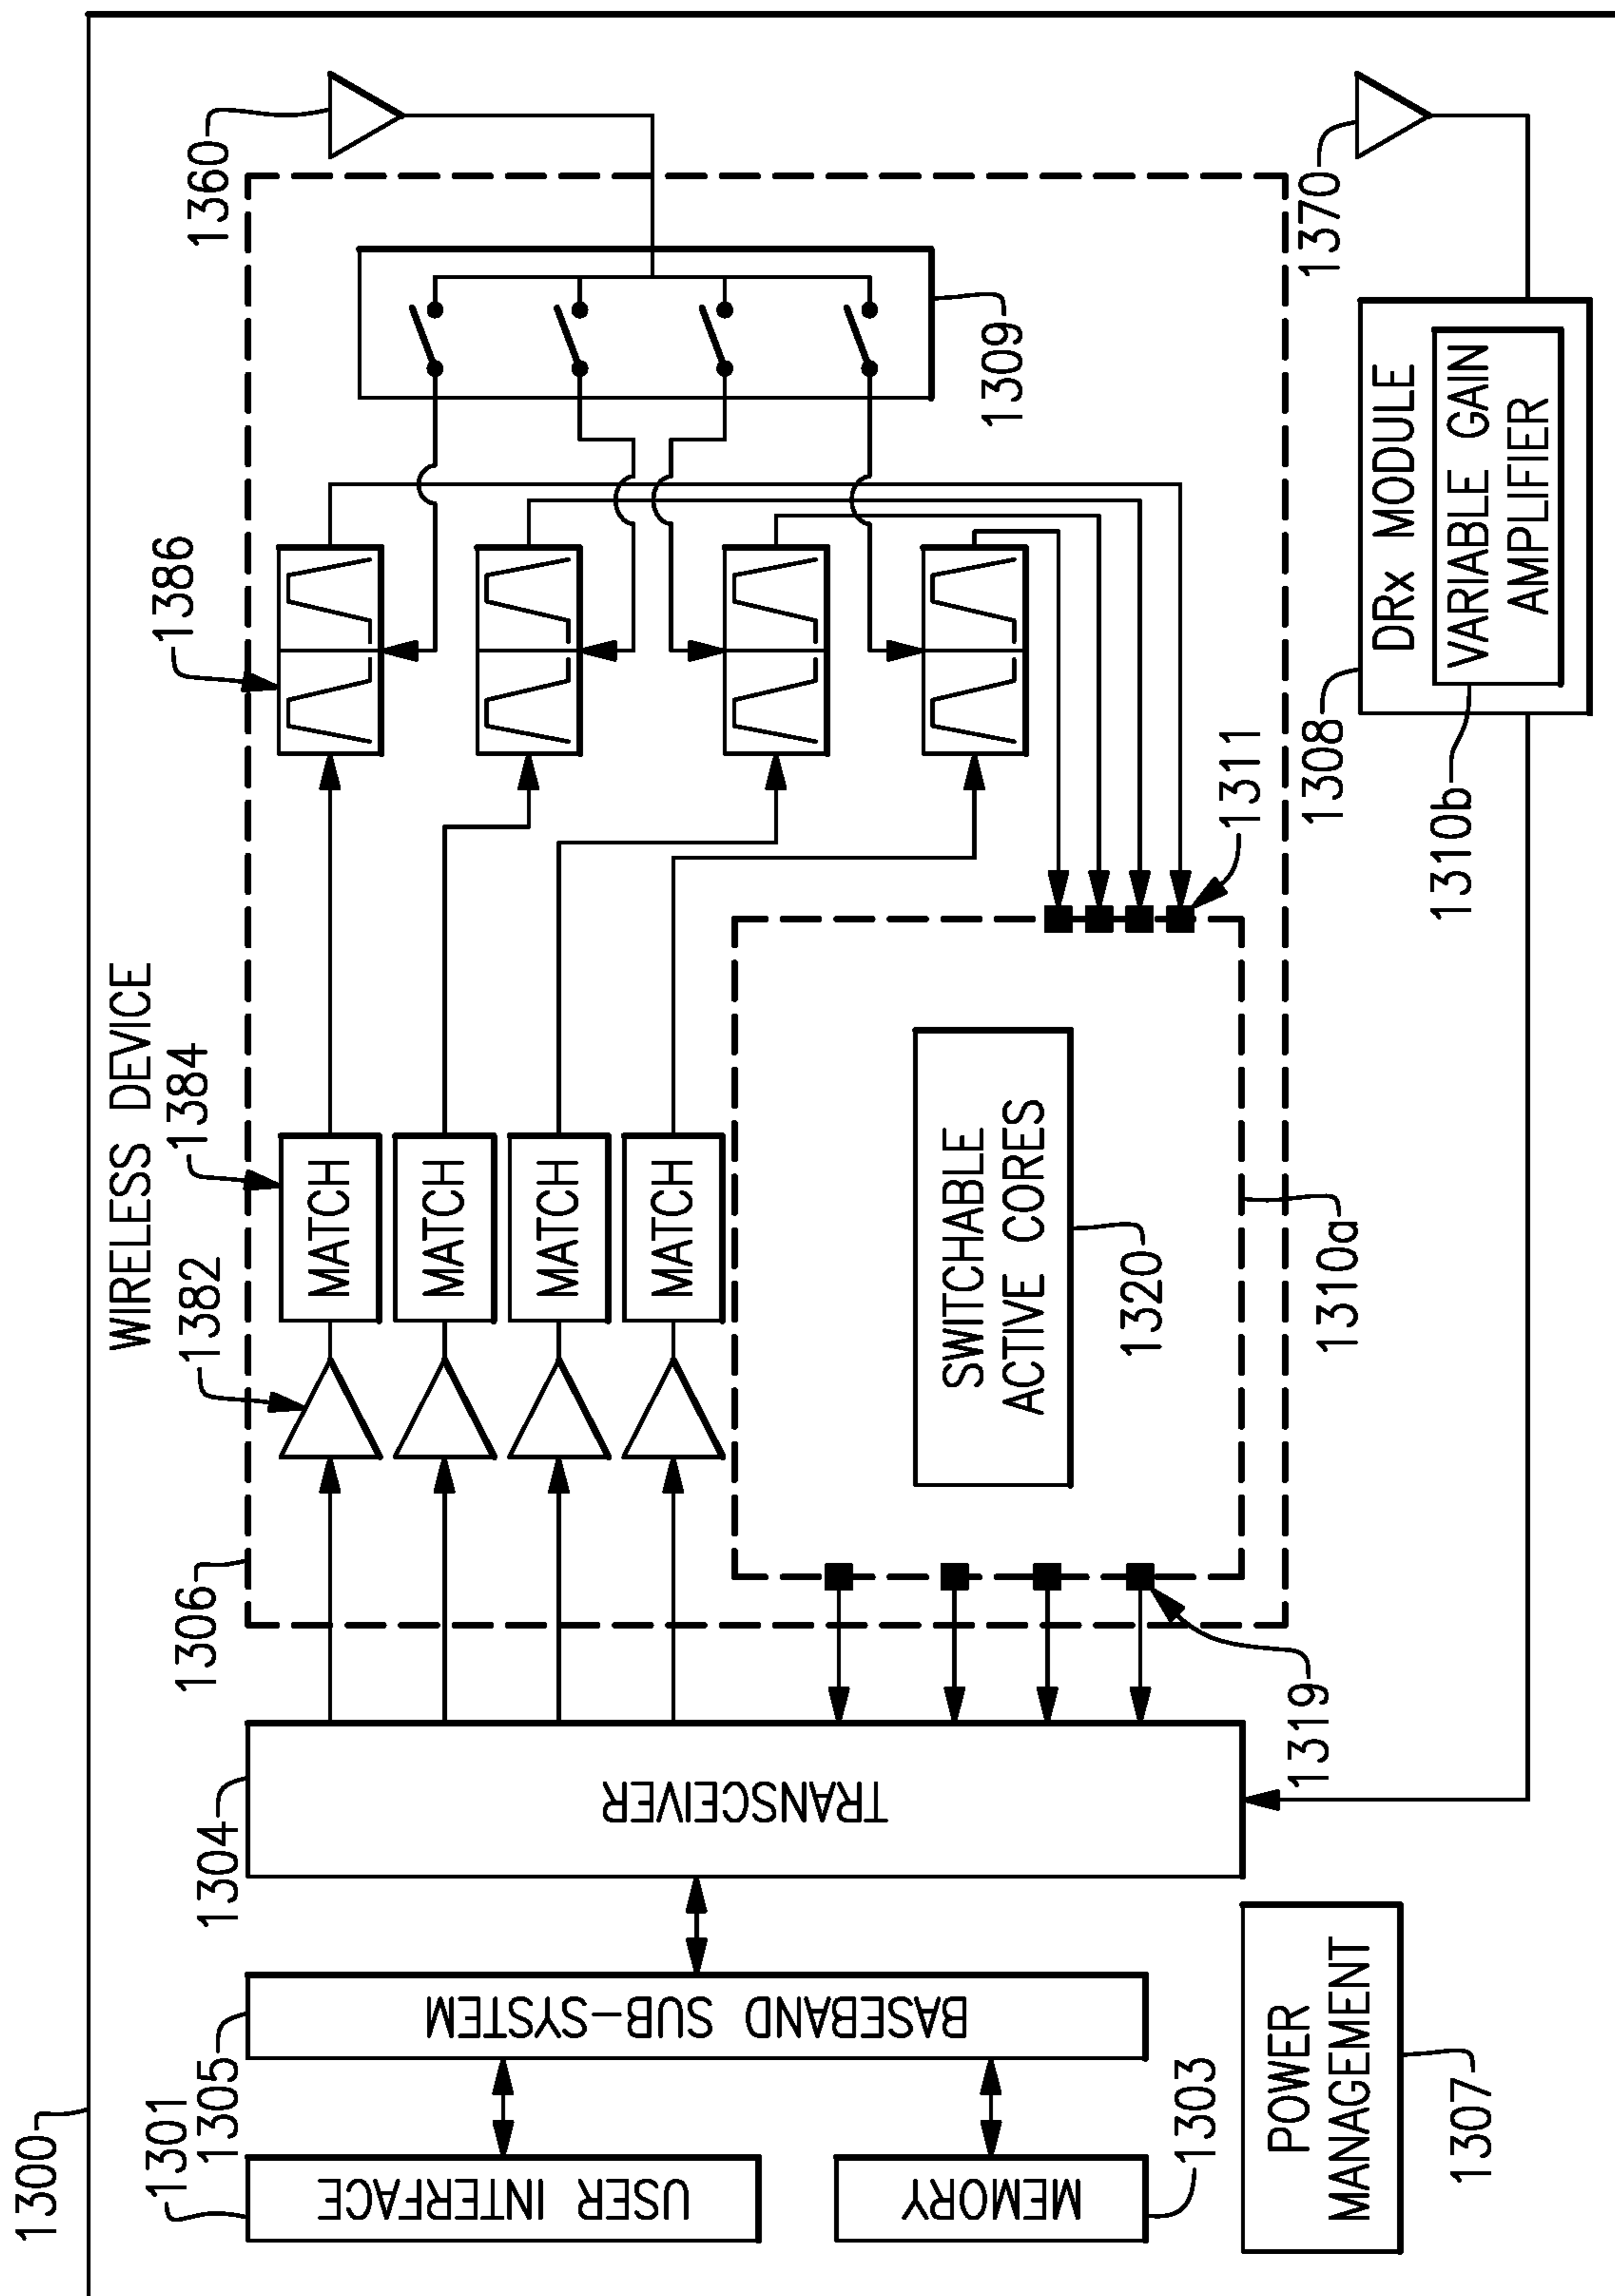 1300
WIRELESS DEVICE
1306
1382
1384
1386
1360
1301
1305
1304
USER INTERFACE
BASEBAND SUB-SYSTEM
TRANSCEIVER
MATCH
MATCH
MATCH
MATCH
1309
MEMORY
1303
SWITCHABLE
ACTIVE CORES
1320
1311
1319
1310a
1370
POWER
MANAGEMENT
1307
1308
DRx MODULE
VARIABLE GAIN
AMPLIFIER
1310b